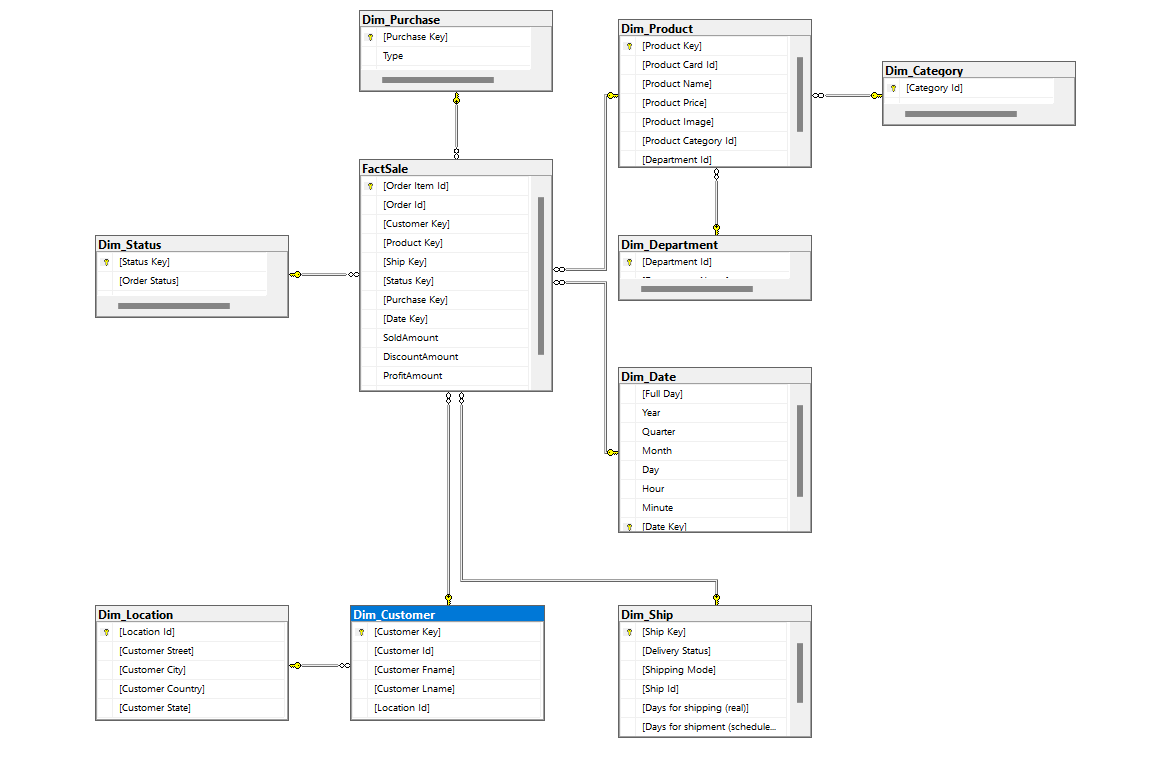 Dim_Purchase
[Purchase Key]
Type
Dim_Product
[Product Key]
[Product Card Id]
[Product Name]
[Product Price]
[Product Image]
[Product Category Id]
[Department Id]
Dim_Category
[Category Id]
FactSale
[Order Item Id]
[Order Id]
[Customer Key]
[Product Key]
[Ship Key]
[Status Key]
[Purchase Key]
[Date Key]
SoldAmount
DiscountAmount
ProfitAmount
Dim_Status
[Status Key]
[Order Status]
Dim_Department
[Department Id]
Dim_Date
[Full Day]
Year
Quarter
Month
Day
Hour
Minute
[Date Key]
Dim_Location
[Location Id]
[Customer Street]
[Customer City]
[Customer Country]
[Customer State]
Dim_Customer
[Customer Key]
[Customer Id]
[Customer Fname]
[Customer Lname]
[Location Id]
Dim_Ship
[Ship Key]
[Delivery Status]
[Shipping Mode]
[Ship Id]
[Days for shipping (real)]
[Days for shipment (schedule...